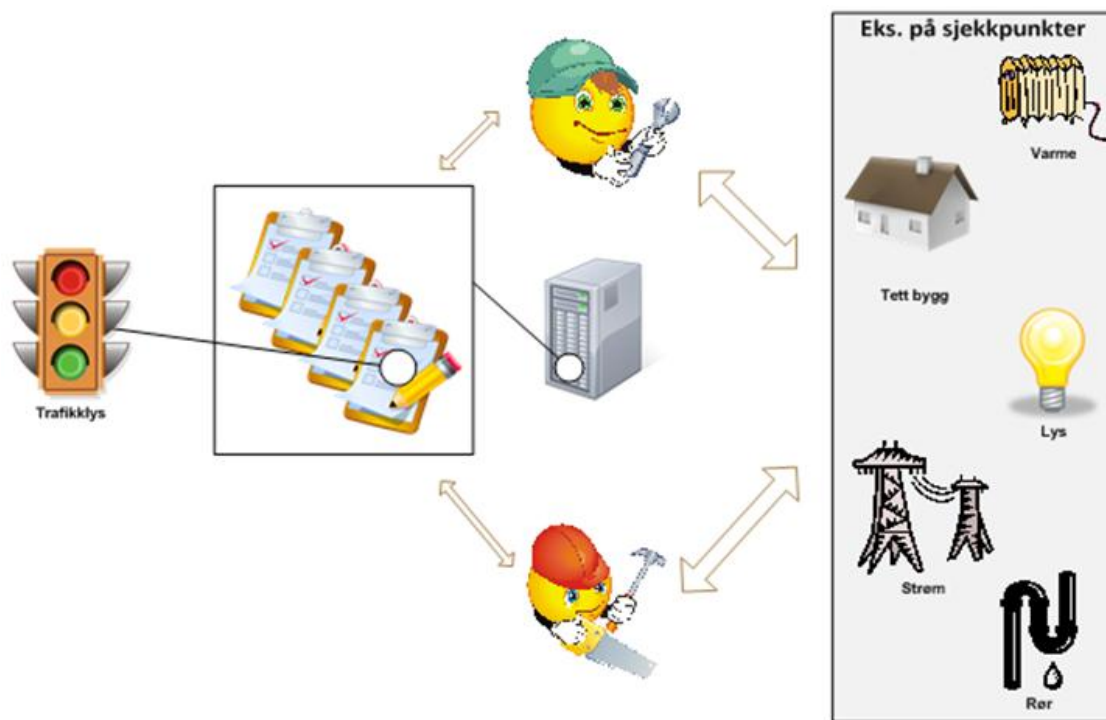 Eks. på sjekkpunkter
Varme
Tett bygg
Trafikklys
Lys
Strøm
Rør